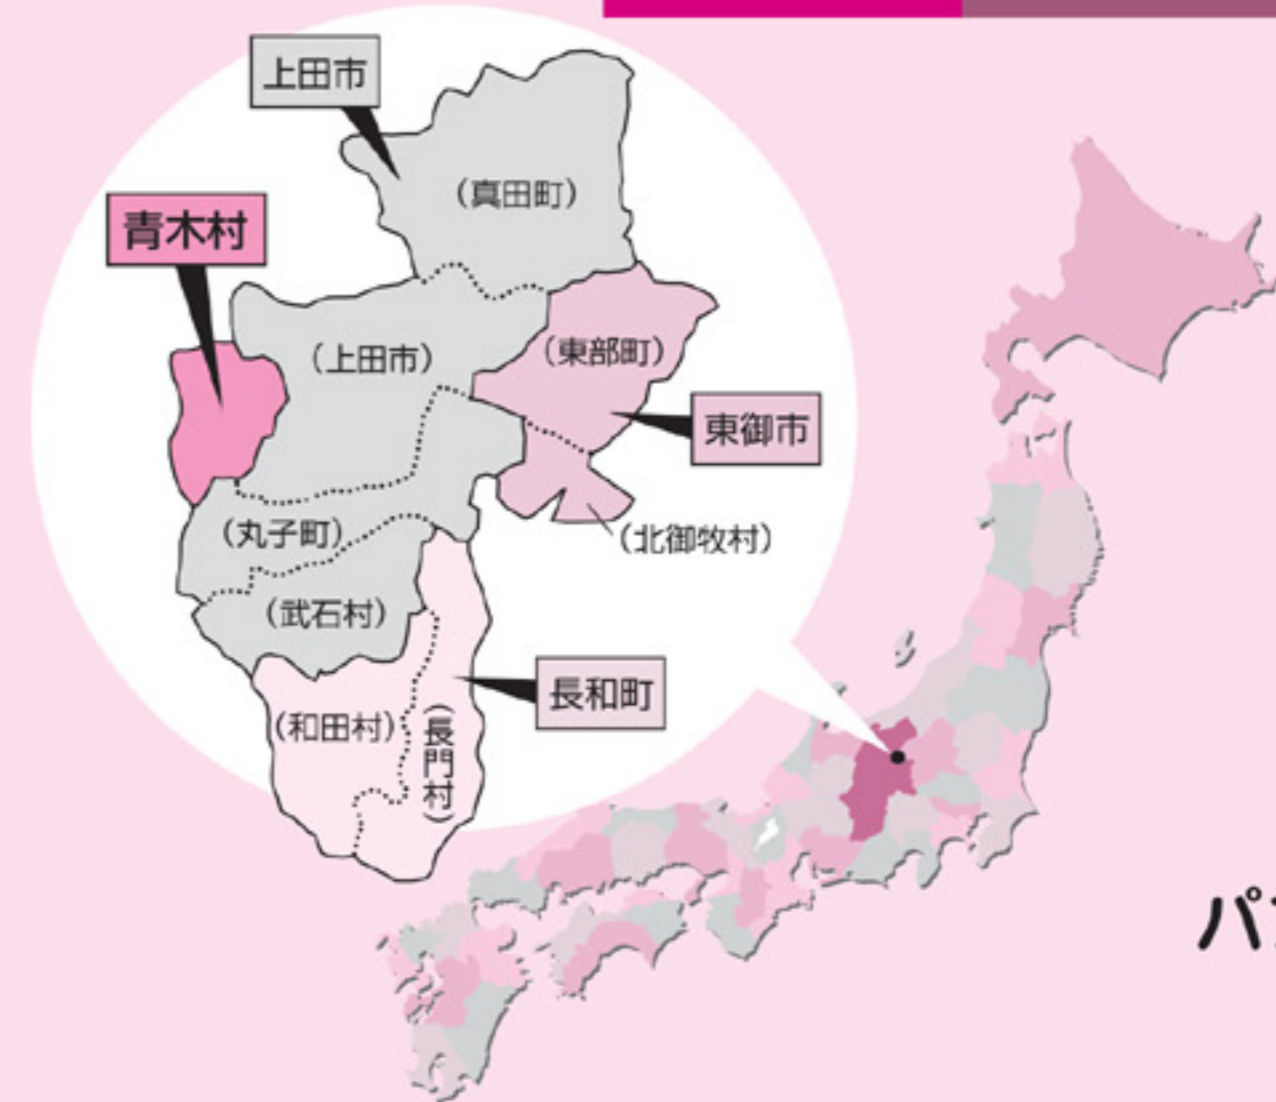 上田市
(真田町)
青木村
(上田市)
(東部町)
東御市
(丸子町)
(北御牧村)
(武石村)
長和町
(和田村)
(長門村)
パ